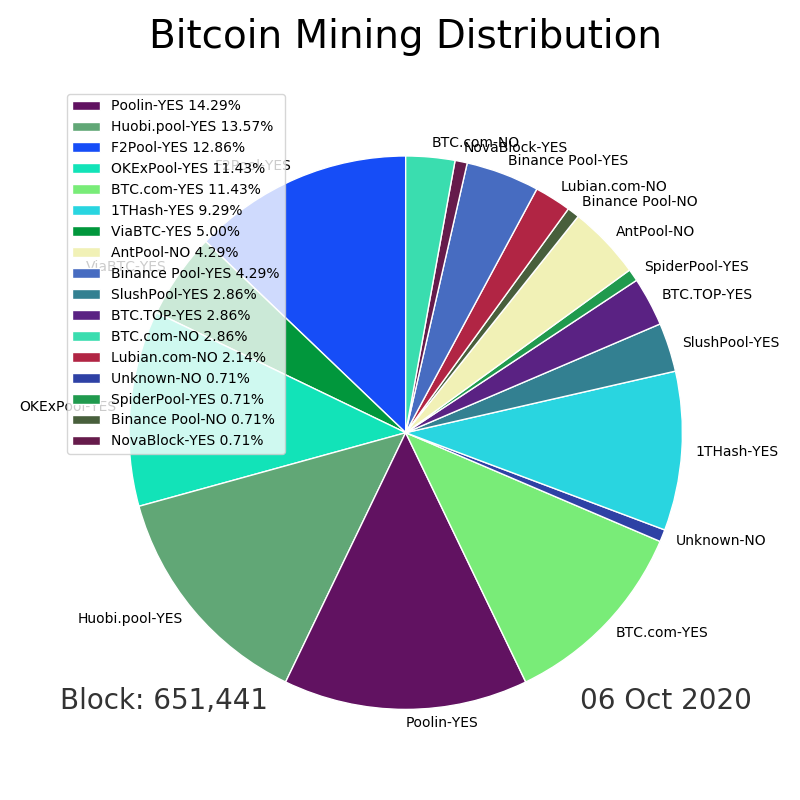 Bitcoin Mining Distribution
Poolin-YES 14.29%
Huobi.pool-YES 13.57%
F2Pool-YES 12.86%
OKExPool-YES 11.43%
BTC.com-YES 11.43%
1THash-YES 9.29%
ViaBTC-YES 5.00%
AntPool-NO 4.29%
Binance Pool-YES 4.29%
SlushPool-YES 2.86%
BTC.TOP-YES 2.86%
BTC.com-NO 2.86%
Lubian.com-NO 2.14%
Unknown-NO 0.71%
SpiderPool-YES 0.71%
Binance Pool-NO 0.71%
NovaBlock-YES 0.71%
BTC.com-NO
NovaBlock-YES
Binance Pool-YES
Lubian.com-NO
Binance Pool-NO
AntPool-NO
SpiderPool-YES
BTC.TOP-YES
SlushPool-YES
1THash-YES
Unknown-NO
BTC.com-YES
Poolin-YES
Huobi.pool-YES
OKExPool-YES
ViaBTC-YES
F2Pool-YES
Block: 651,441
06 Oct 2020